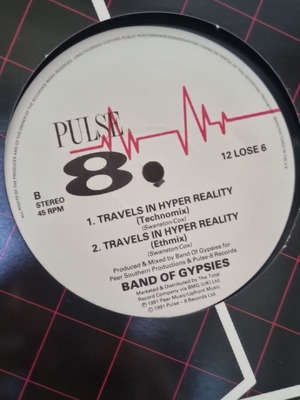 PULSE
8.
12 LOSE 6
B
STEREO
45 RPM
1. TRAVELS IN HYPER REALITY
(Technomix)
(Swanston/Cox)
2. TRAVELS IN HYPER REALITY
(Ethmix)
(Swanston/Cox)
Produced & Mixed by Band Of Gypsies for
Peer Southern Productions & Pulse-8 Records
BAND OF GYPSIES
Marketed & Distributed by The Total
Record Company via BMG, (UK) Ltd.
℗ 1991 Peer Music/Upfront Music
© 1991 Pulse - 8 Records Ltd.